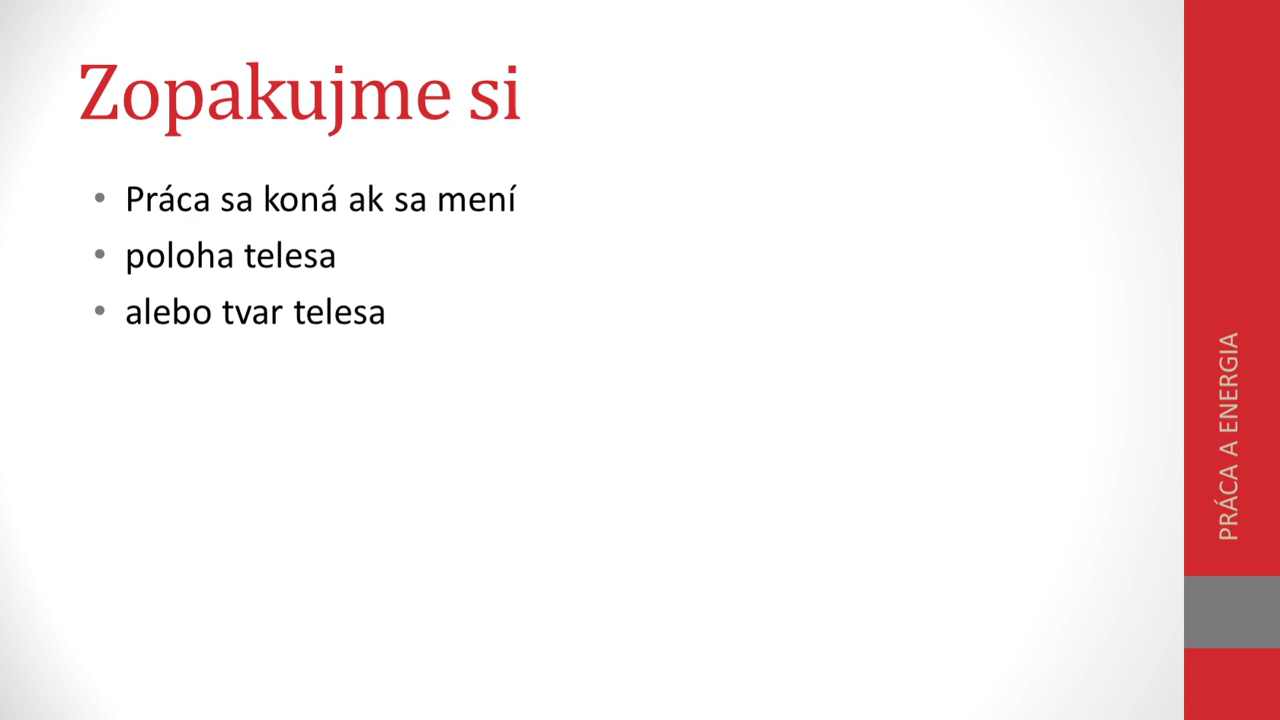 Zopakujme si
• Práca sa koná ak sa mení
• poloha telesa
• alebo tvar telesa
PRÁCA A ENERGIA